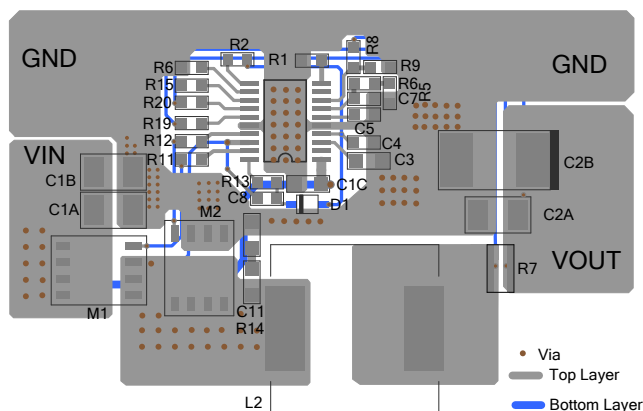 GND
R2
R1
R8
R9
GND
R6
R15
R20
R19
R12
R11
R6
R5
C7
C5
C4
C3
VIN
C1B
C1A
R13
C8
C1C
D1
C2B
C2A
M2
VOUT
R7
M1
C11
R14
L2
Via
Top Layer
Bottom Layer